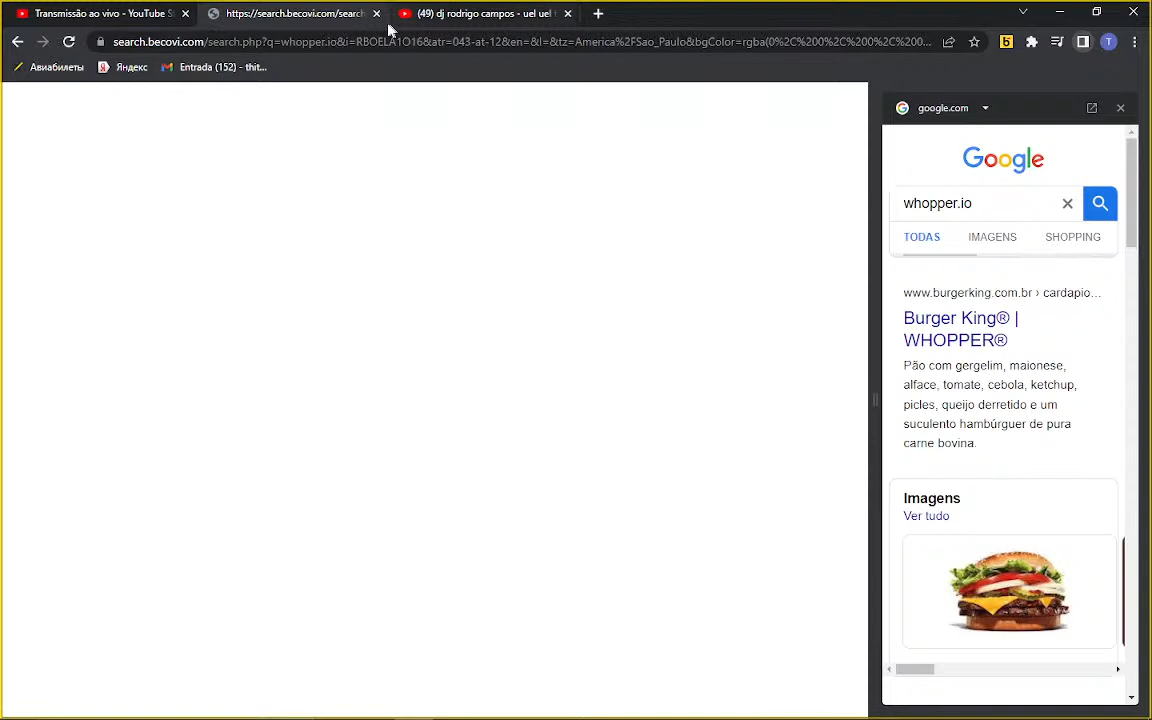 Transmissão ao vivo - YouTube S
https://search.becovi.com/search
(49) dj rodrigo campos - uel uel t
search.becovi.com/search.php?q=whopper.io&i=RBOELA1O16&atr=043-at-12&en=&l=&tz=America%2FSao_Paulo&bgColor=rgba(0%2C%200%2C%200%2C%200...
T
Авиабилеты
Яндекс
Entrada (152) - thit...
google.com
Google
whopper.io
TODAS IMAGENS SHOPPING
www.burgerking.com.br › cardapio...
Burger King® |
WHOPPER®
Pão com gergelim, maionese,
alface, tomate, cebola, ketchup,
picles, queijo derretido e um
suculento hambúrguer de pura
carne bovina.
Imagens
Ver tudo